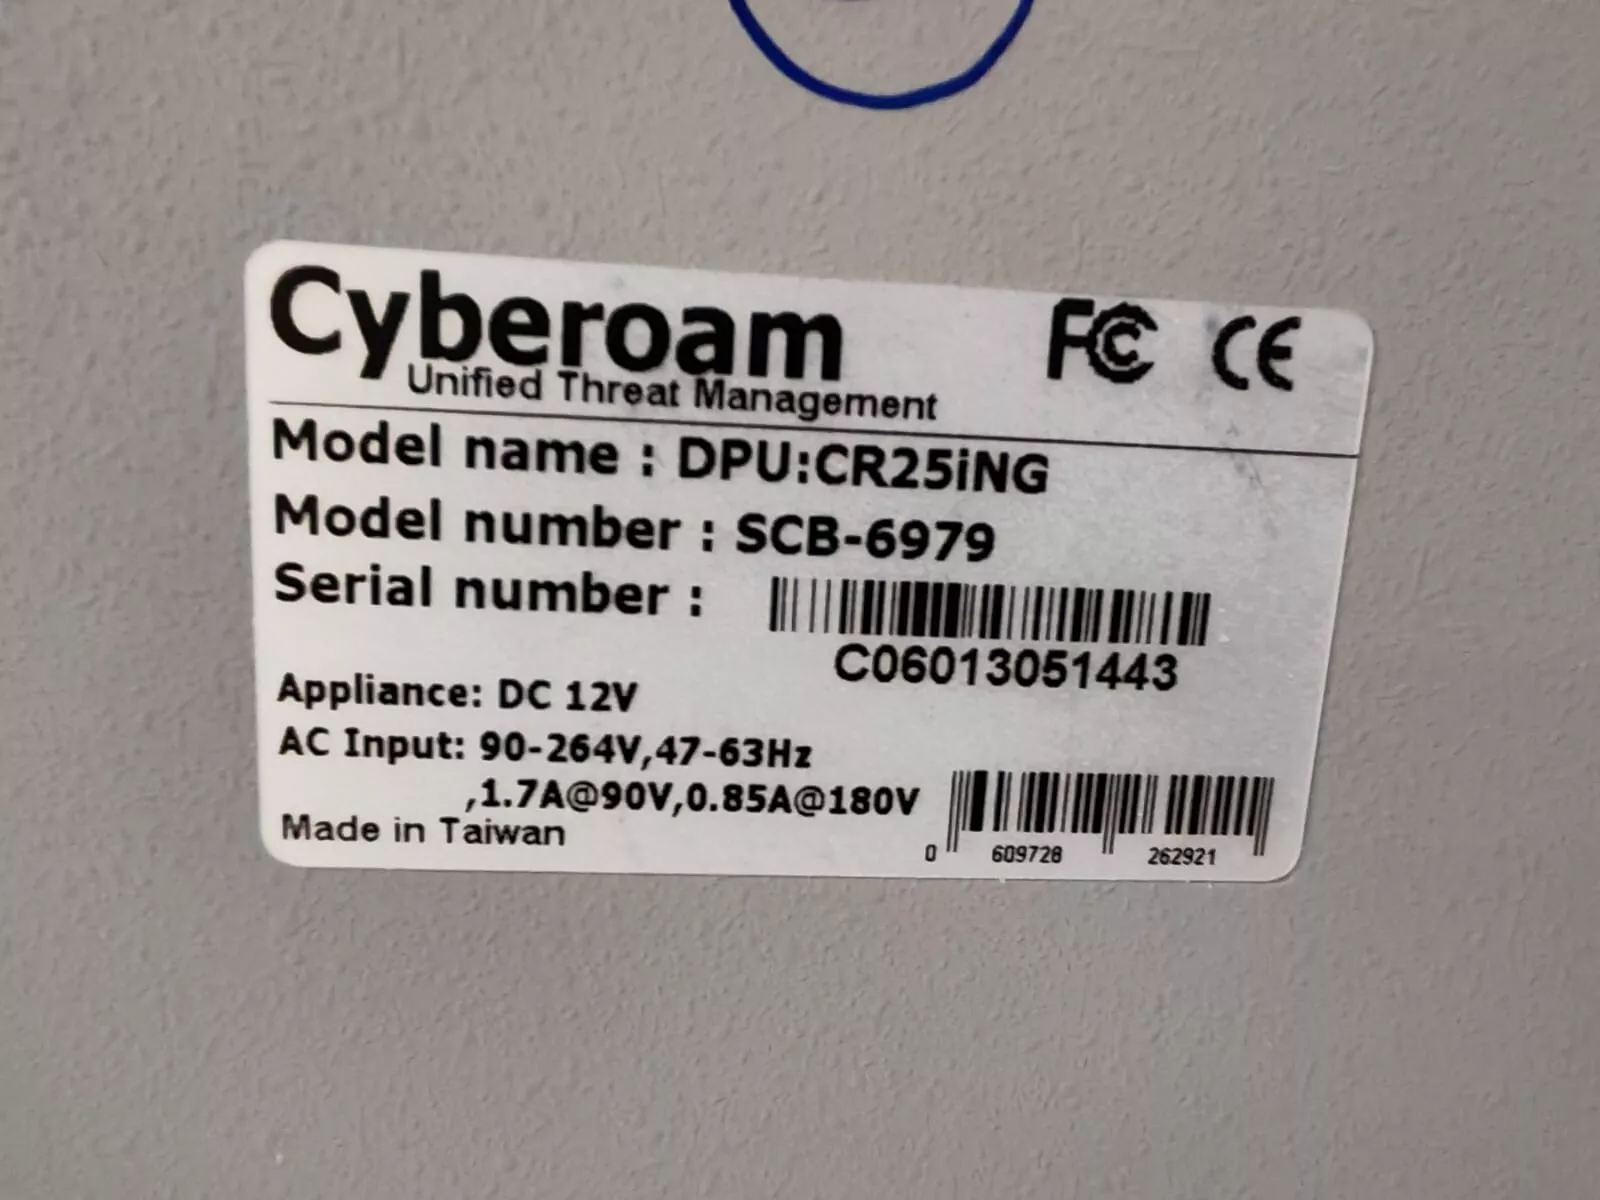 Cyberoam FC CE
Unified Threat Management
Model name : DPU:CR25iNG
Model number : SCB-6979
Serial number :
C06013051443
Appliance: DC 12V
AC Input: 90-264V,47-63Hz
,1.7A@90V,0.85A@180V
Made in Taiwan
0 609728 262921